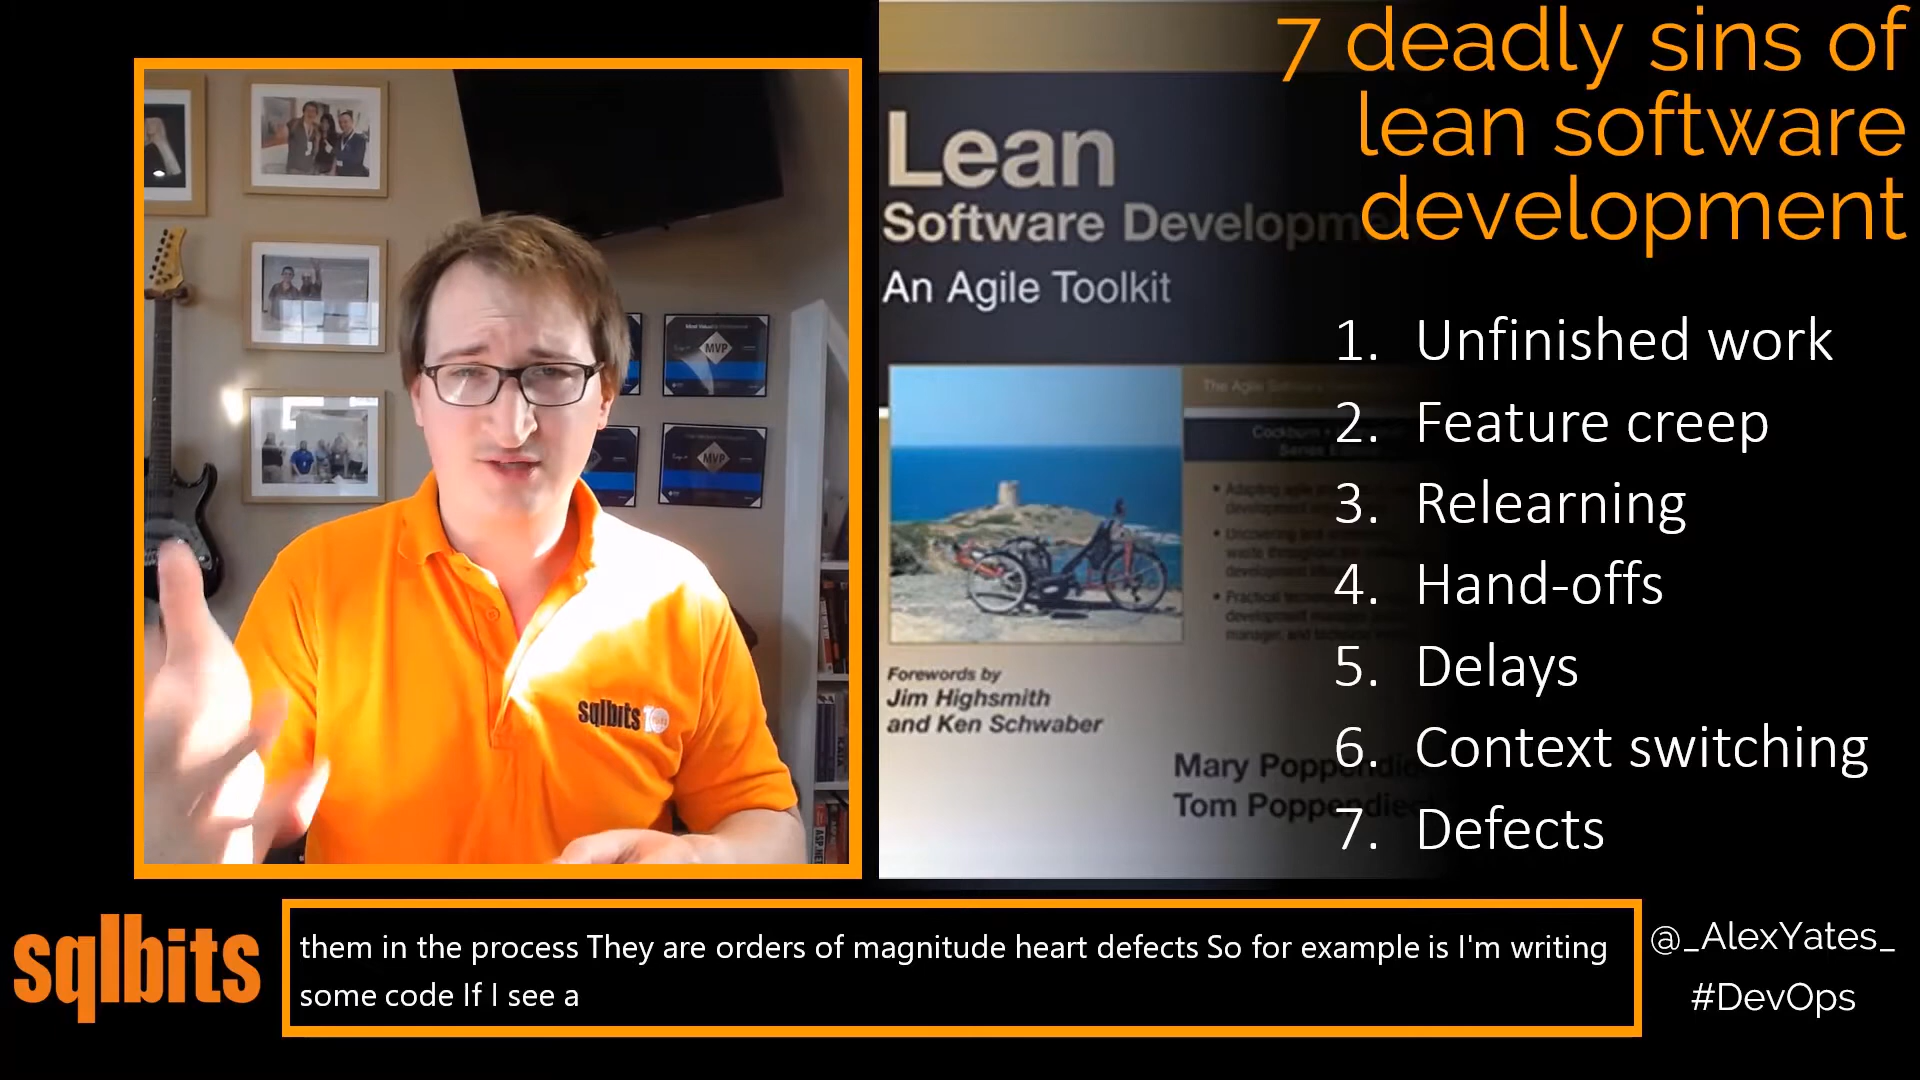 7 deadly sins of
lean software
development
Lean
Software Developm
An Agile Toolkit
Forewords by
Jim Highsmith
and Ken Schwaber
Mary Poppendie
Tom Poppendie
1. Unfinished work
2. Feature creep
3. Relearning
4. Hand-offs
5. Delays
6. Context switching
7. Defects
MVP
MVP
sqlbits
sqlbits
them in the process They are orders of magnitude heart defects So for example is I'm writing
some code If I see a
@_AlexYates_
#DevOps